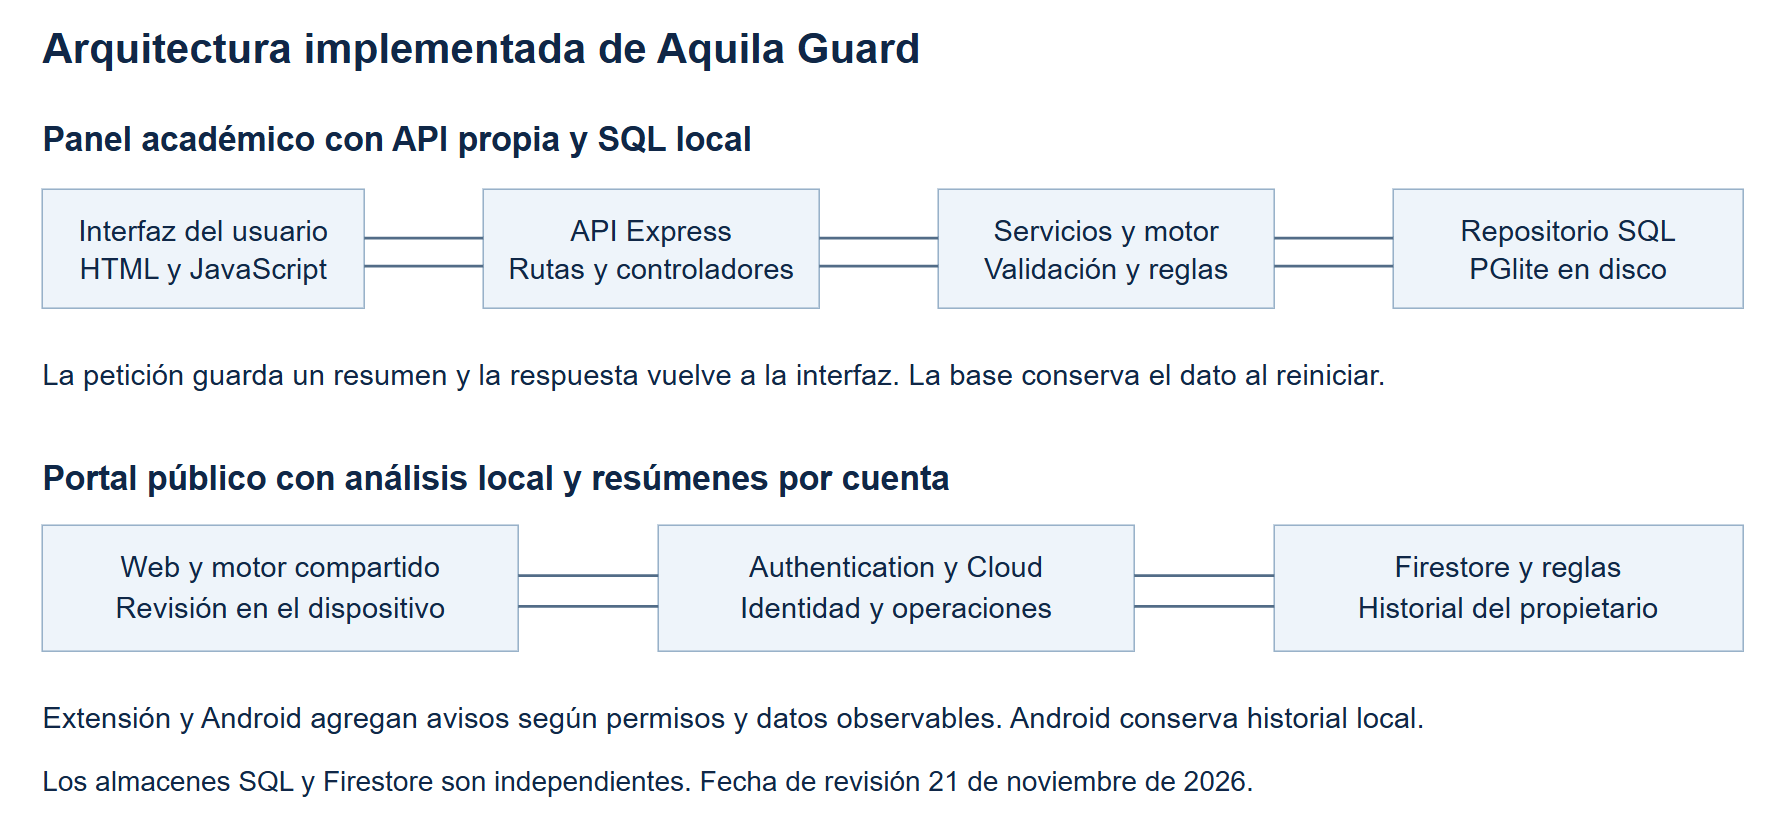 Arquitectura implementada de Aquila Guard
Panel académico con API propia y SQL local
Interfaz del usuario
HTML y JavaScript
API Express
Rutas y controladores
Servicios y motor
Validación y reglas
Repositorio SQL
PGlite en disco
La petición guarda un resumen y la respuesta vuelve a la interfaz. La base conserva el dato al reiniciar.
Portal público con análisis local y resúmenes por cuenta
Web y motor compartido
Revisión en el dispositivo
Authentication y Cloud
Identidad y operaciones
Firestore y reglas
Historial del propietario
Extensión y Android agregan avisos según permisos y datos observables. Android conserva historial local.
Los almacenes SQL y Firestore son independientes. Fecha de revisión 21 de noviembre de 2026.